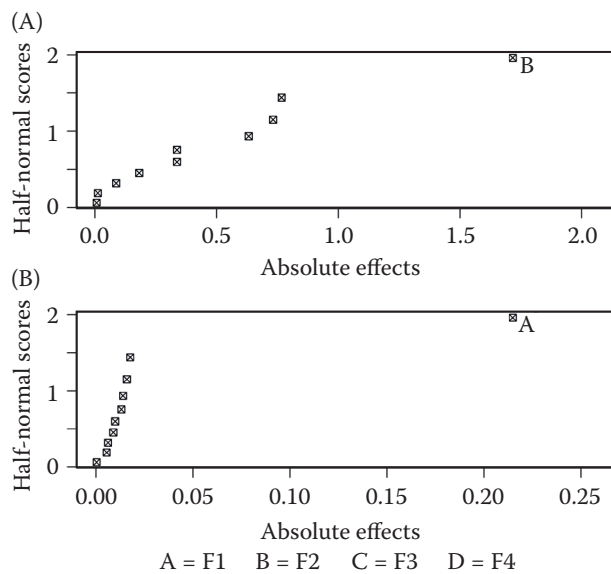 (A)
Half-normal scores
2
1
0
B
0.0 0.5 1.0 1.5 2.0
Absolute effects
(B)
Half-normal scores
2
1
0
A
0.00 0.05 0.10 0.15 0.20 0.25
Absolute effects
A = F1 B = F2 C = F3 D = F4